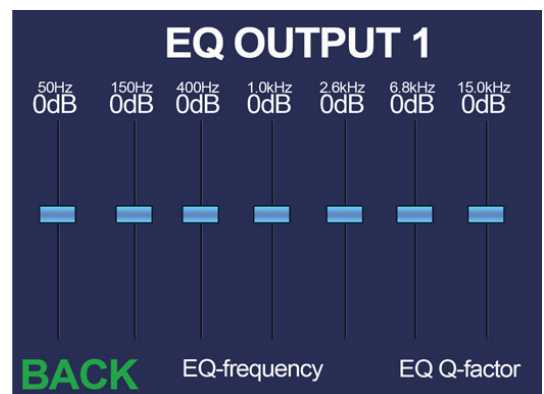 EQ OUTPUT 1
50Hz 150Hz 400Hz 1.0kHz 2.6kHz 6.8kHz 15.0kHz
0dB 0dB 0dB 0dB 0dB 0dB 0dB
BACK EQ-frequency EQ Q-factor